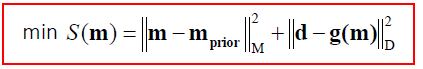 min S(m) = ‖m − m_prior‖²_M + ‖d − g(m)‖²_D